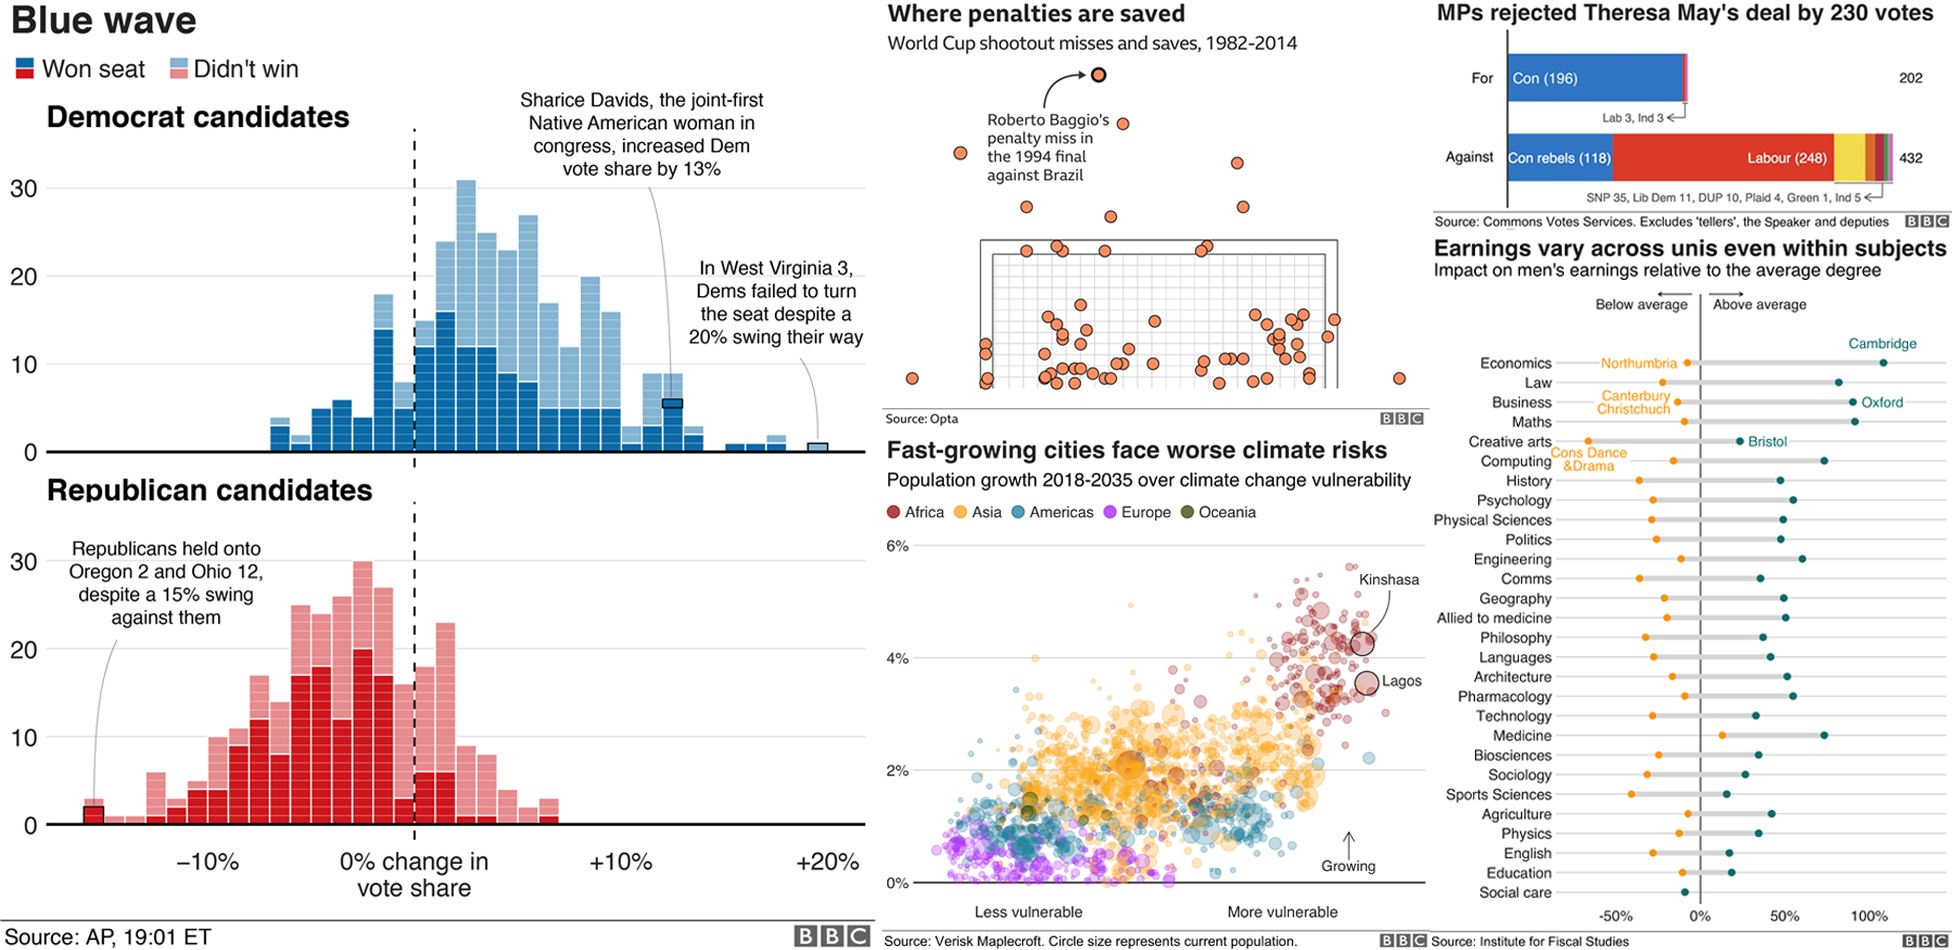 Blue wave
Won seat
Didn't win
Democrat candidates
Sharice Davids, the joint-first
Native American woman in
congress, increased Dem
vote share by 13%
In West Virginia 3,
Dems failed to turn
the seat despite a
20% swing their way
30
20
10
0
Republican candidates
Republicans held onto
Oregon 2 and Ohio 12,
despite a 15% swing
against them
30
20
10
0
−10%
0% change in
vote share
+10%
+20%
Source: AP, 19:01 ET
BBC
Where penalties are saved
World Cup shootout misses and saves, 1982-2014
Roberto Baggio's
penalty miss in
the 1994 final
against Brazil
Source: Opta
BBC
Fast-growing cities face worse climate risks
Population growth 2018-2035 over climate change vulnerability
Africa
Asia
Americas
Europe
Oceania
6%
4%
2%
0%
Kinshasa
Lagos
Growing
Less vulnerable
More vulnerable
Source: Verisk Maplecroft. Circle size represents current population.
BBC
MPs rejected Theresa May's deal by 230 votes
For
Con (196)
202
Lab 3, Ind 3
Against
Con rebels (118)
Labour (248)
432
SNP 35, Lib Dem 11, DUP 10, Plaid 4, Green 1, Ind 5
Source: Commons Votes Services. Excludes 'tellers', the Speaker and deputies
BBC
Earnings vary across unis even within subjects
Impact on men's earnings relative to the average degree
Below average
Above average
Cambridge
Economics
Northumbria
Law
Business
Canterbury
Christchuch
Oxford
Maths
Creative arts
Bristol
Cons Dance
&Drama
Computing
History
Psychology
Physical Sciences
Politics
Engineering
Comms
Geography
Allied to medicine
Philosophy
Languages
Architecture
Pharmacology
Technology
Medicine
Biosciences
Sociology
Sports Sciences
Agriculture
Physics
English
Education
Social care
-50%
0%
50%
100%
Source: Institute for Fiscal Studies
BBC